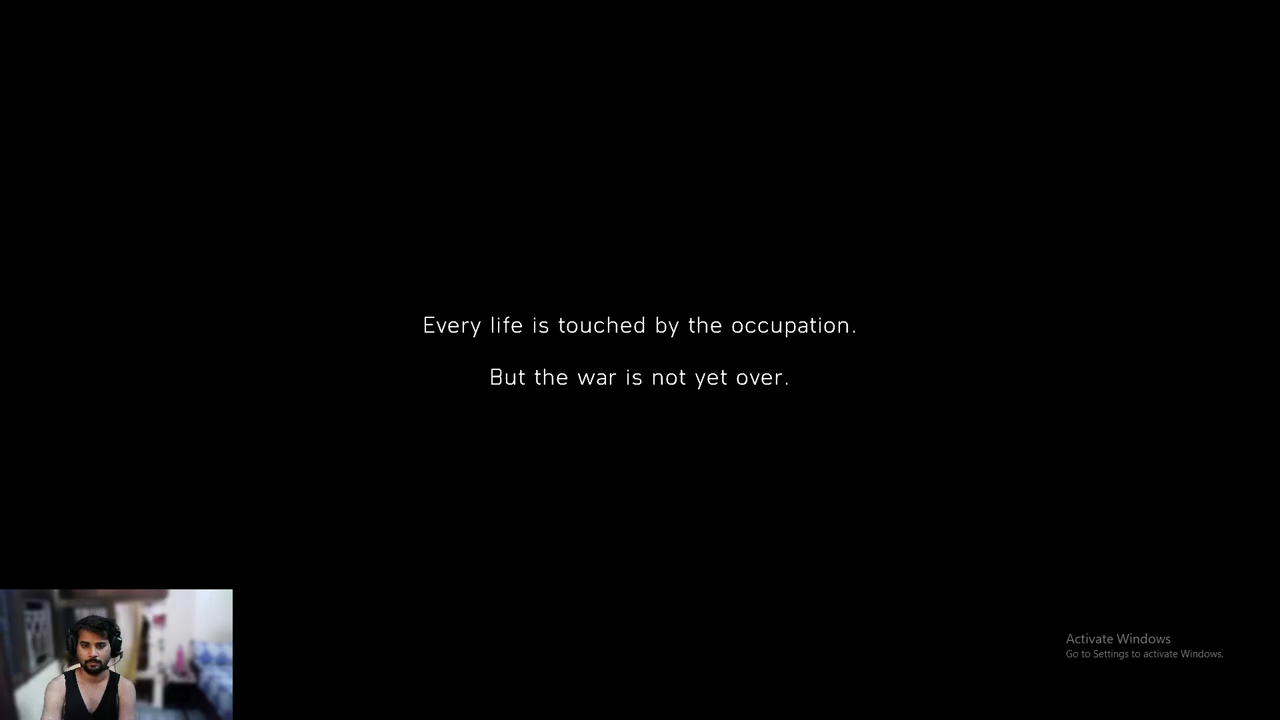 Every life is touched by the occupation.
But the war is not yet over.
Activate Windows
Go to Settings to activate Windows.